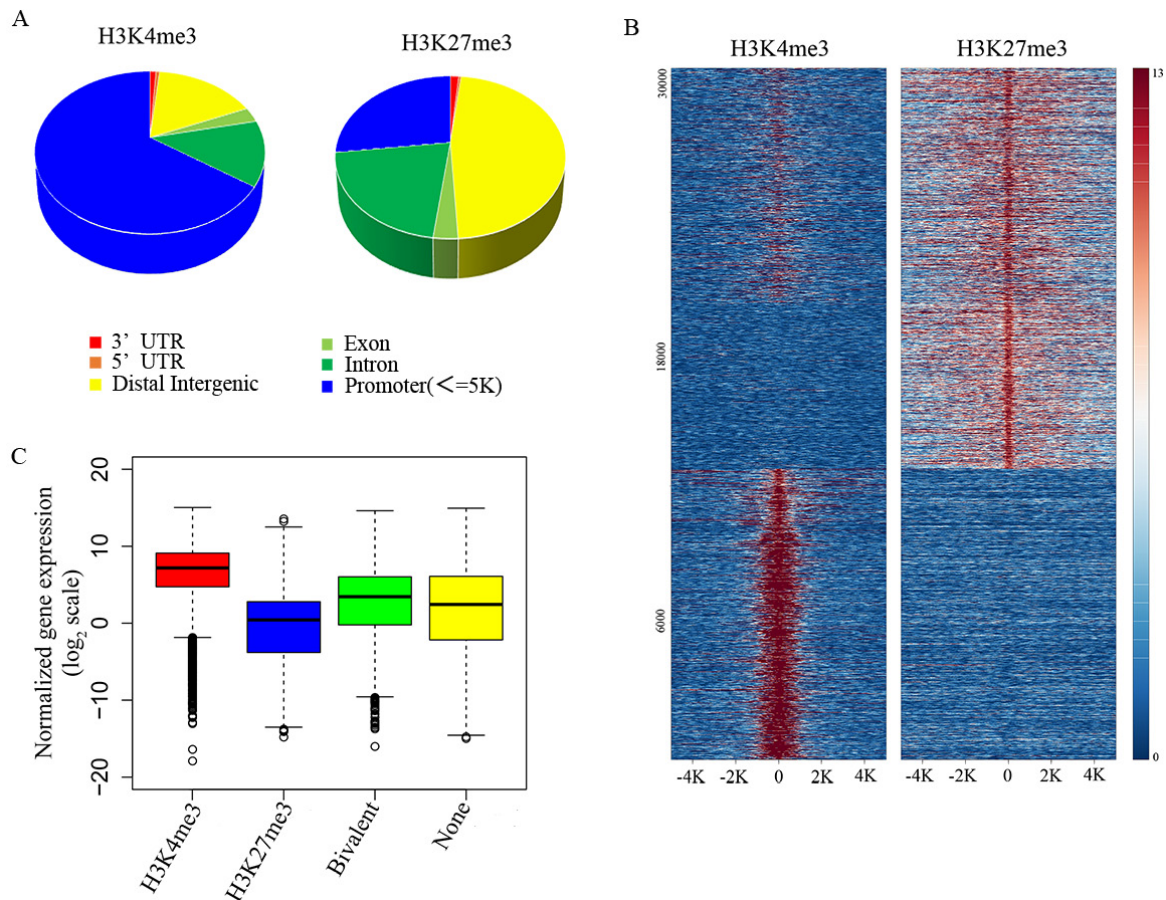 A
H3K4me3
H3K27me3
3’ UTR
5’ UTR
Distal Intergenic
Exon
Intron
Promoter(<=5K)
B
H3K4me3
H3K27me3
30000
18000
6000
-4K -2K 0 2K 4K
-4K -2K 0 2K 4K
13
0
C
Normalized gene expression
(log2 scale)
20
10
0
−10
−20
H3K4me3
H3K27me3
Bivalent
None